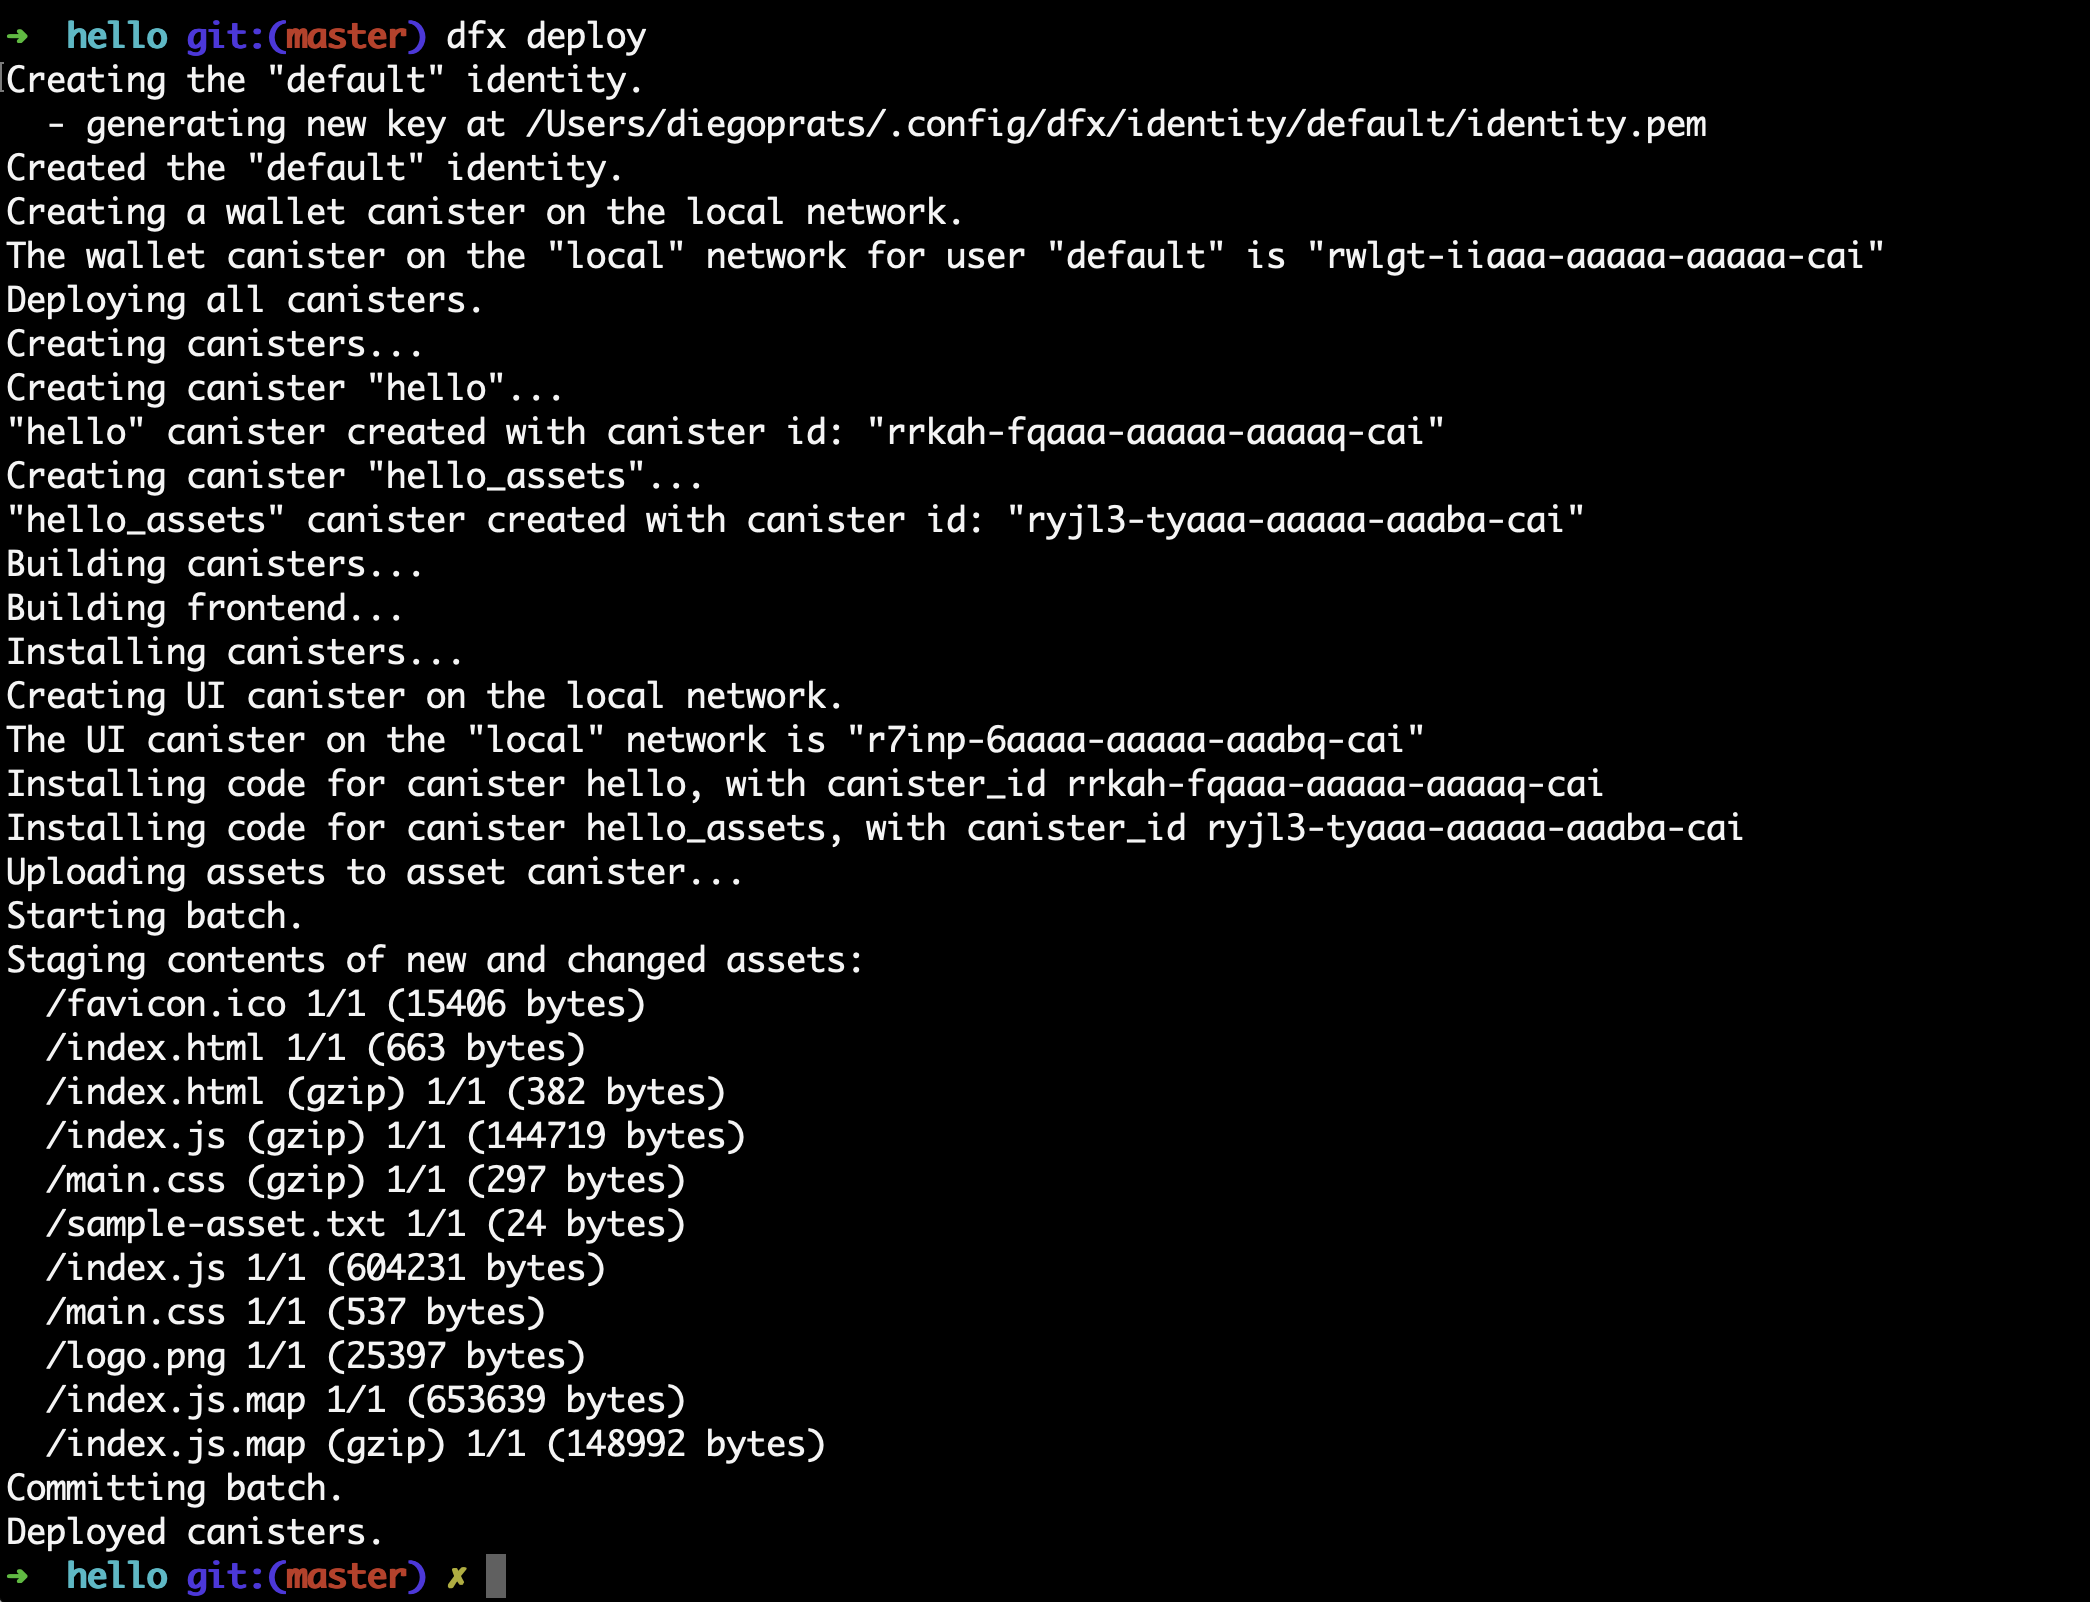 ➜  hello git:(master) dfx deploy
Creating the "default" identity.
  - generating new key at /Users/diegoprats/.config/dfx/identity/default/identity.pem
Created the "default" identity.
Creating a wallet canister on the local network.
The wallet canister on the "local" network for user "default" is "rwlgt-iiaaa-aaaaa-aaaaa-cai"
Deploying all canisters.
Creating canisters...
Creating canister "hello"...
"hello" canister created with canister id: "rrkah-fqaaa-aaaaa-aaaaq-cai"
Creating canister "hello_assets"...
"hello_assets" canister created with canister id: "ryjl3-tyaaa-aaaaa-aaaba-cai"
Building canisters...
Building frontend...
Installing canisters...
Creating UI canister on the local network.
The UI canister on the "local" network is "r7inp-6aaaa-aaaaa-aaabq-cai"
Installing code for canister hello, with canister_id rrkah-fqaaa-aaaaa-aaaaq-cai
Installing code for canister hello_assets, with canister_id ryjl3-tyaaa-aaaaa-aaaba-cai
Uploading assets to asset canister...
Starting batch.
Staging contents of new and changed assets:
  /favicon.ico 1/1 (15406 bytes)
  /index.html 1/1 (663 bytes)
  /index.html (gzip) 1/1 (382 bytes)
  /index.js (gzip) 1/1 (144719 bytes)
  /main.css (gzip) 1/1 (297 bytes)
  /sample-asset.txt 1/1 (24 bytes)
  /index.js 1/1 (604231 bytes)
  /main.css 1/1 (537 bytes)
  /logo.png 1/1 (25397 bytes)
  /index.js.map 1/1 (653639 bytes)
  /index.js.map (gzip) 1/1 (148992 bytes)
Committing batch.
Deployed canisters.
➜  hello git:(master) ✗